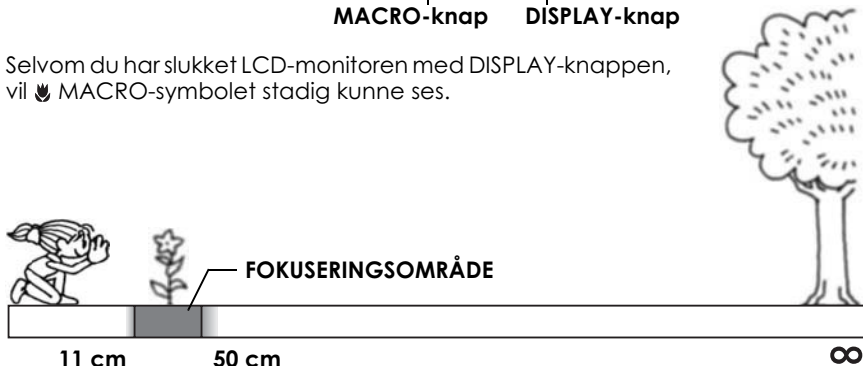 MACRO-knap DISPLAY-knap
Selvom du har slukket LCD-monitoren med DISPLAY-knappen,
vil MACRO-symbolet stadig kunne ses.
FOKUSERINGSOMRÅDE
11 cm 50 cm ∞